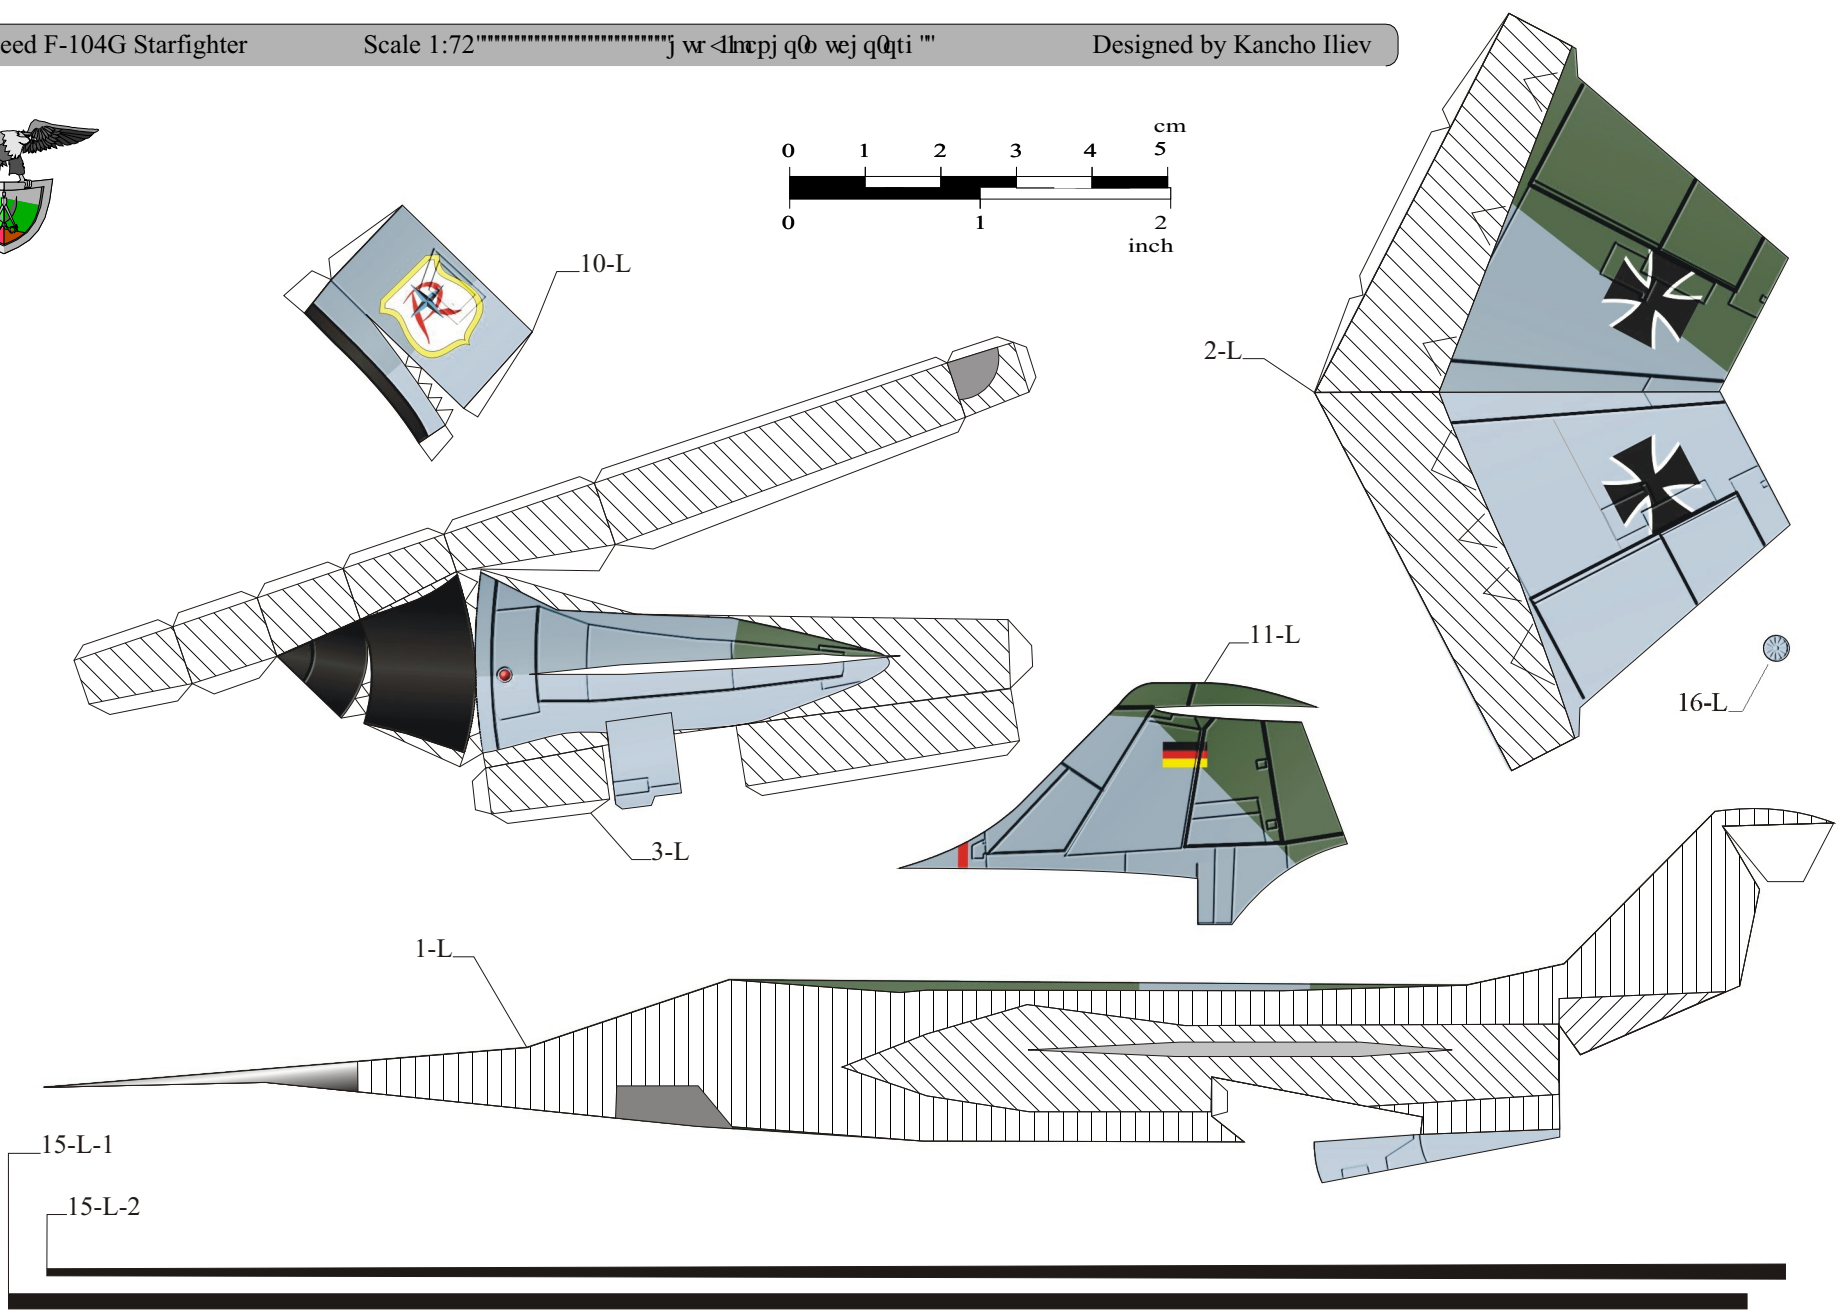 eed F-104G Starfighter
Scale 1:72
Designed by Kancho Iliev
cm
0 1 2 3 4 5
0 1 2
inch
10-L
2-L
11-L
16-L
3-L
1-L
15-L-1
15-L-2